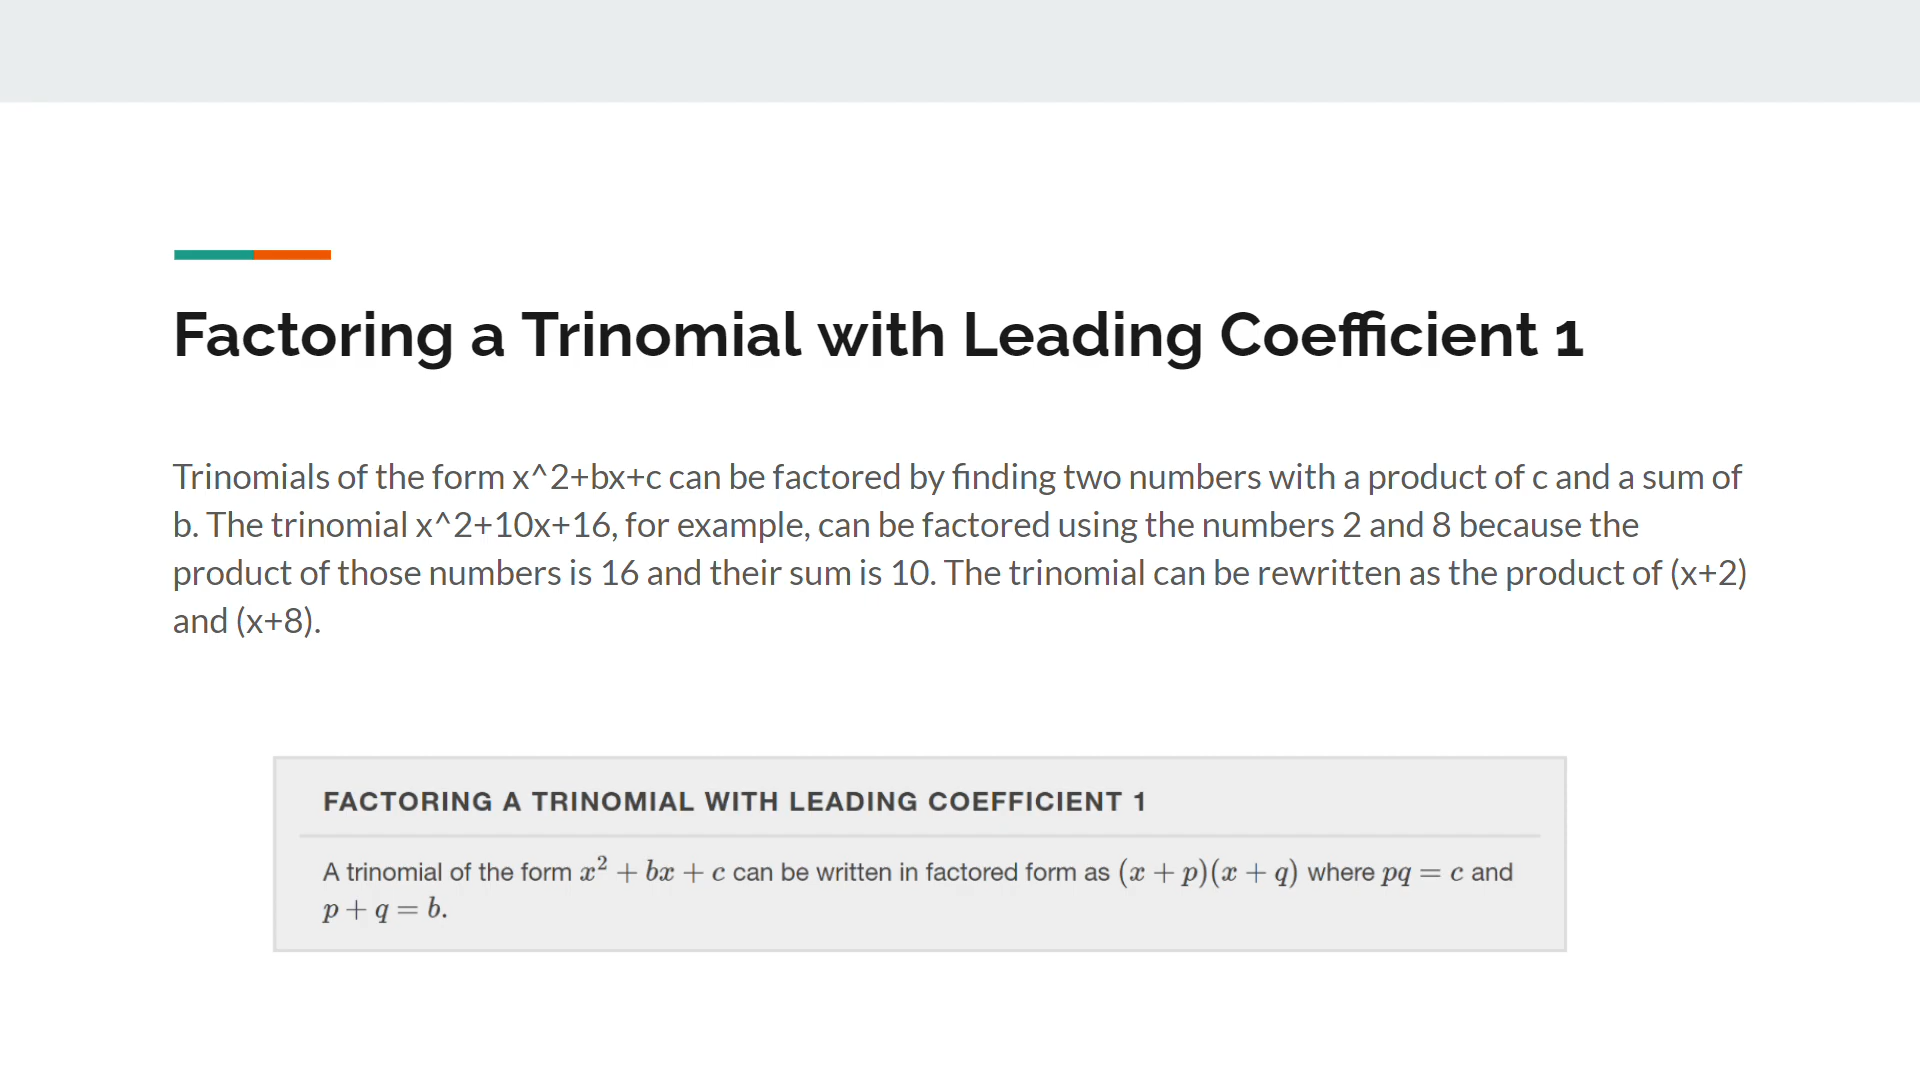 Factoring a Trinomial with Leading Coefficient 1
Trinomials of the form x^2+bx+c can be factored by finding two numbers with a product of c and a sum of
b. The trinomial x^2+10x+16, for example, can be factored using the numbers 2 and 8 because the
product of those numbers is 16 and their sum is 10. The trinomial can be rewritten as the product of (x+2)
and (x+8).
FACTORING A TRINOMIAL WITH LEADING COEFFICIENT 1
A trinomial of the form x² + bx + c can be written in factored form as (x + p)(x + q) where pq = c and
p + q = b.